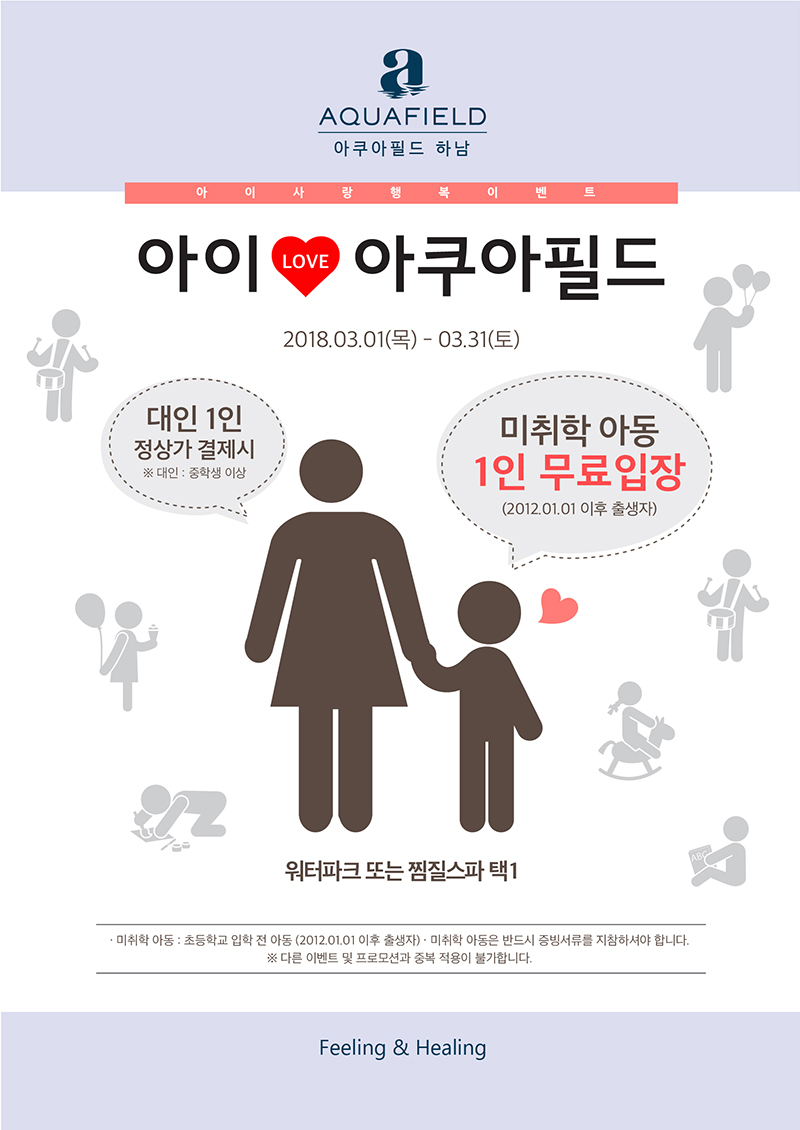 a
AQUAFIELD
아쿠아필드 하남
아이사랑행복이벤트
아이 LOVE 아쿠아필드
2018.03.01(목) - 03.31(토)
대인 1인
정상가 결제시
※ 대인 : 중학생 이상
미취학 아동
1인 무료입장
(2012.01.01 이후 출생자)
ABC
워터파크 또는 찜질스파 택1
· 미취학 아동 : 초등학교 입학 전 아동 (2012.01.01 이후 출생자) · 미취학 아동은 반드시 증빙서류를 지참하셔야 합니다.
※ 다른 이벤트 및 프로모션과 중복 적용이 불가합니다.
Feeling & Healing